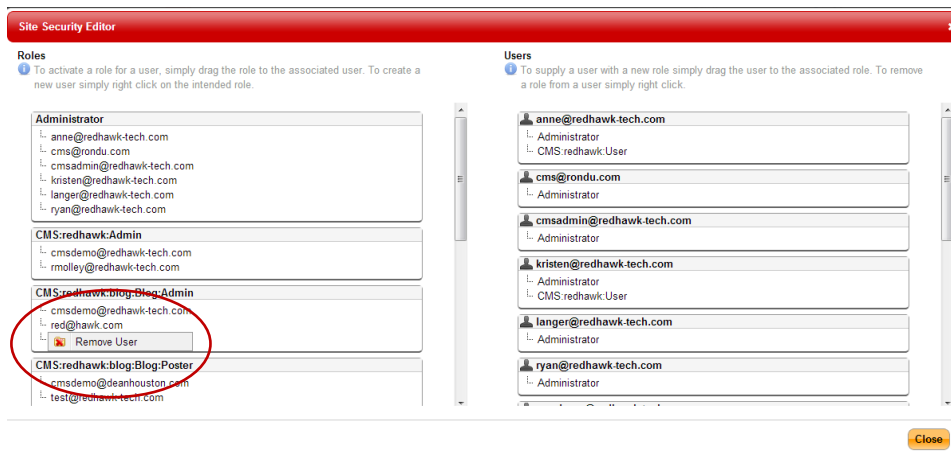 Site Security Editor
Roles
To activate a role for a user, simply drag the role to the associated user. To create a
new user simply right click on the intended role.
Administrator
anne@redhawk-tech.com
cms@rondu.com
cmsadmin@redhawk-tech.com
kristen@redhawk-tech.com
langer@redhawk-tech.com
ryan@redhawk-tech.com
CMS:redhawk:Admin
cmsdemo@redhawk-tech.com
rmolley@redhawk-tech.com
CMS:redhawk:blog:Blog:Admin
cmsdemo@redhawk-tech.com
red@hawk.com
Remove User
CMS:redhawk:blog:Blog:Poster
cmsdemo@deanhouston.com
test@redhawk-tech.com
Users
To supply a user with a new role simply drag the user to the associated role. To remove
a role from a user simply right click.
anne@redhawk-tech.com
Administrator
CMS:redhawk:User
cms@rondu.com
Administrator
cmsadmin@redhawk-tech.com
Administrator
kristen@redhawk-tech.com
Administrator
CMS:redhawk:User
langer@redhawk-tech.com
Administrator
ryan@redhawk-tech.com
Administrator
Close